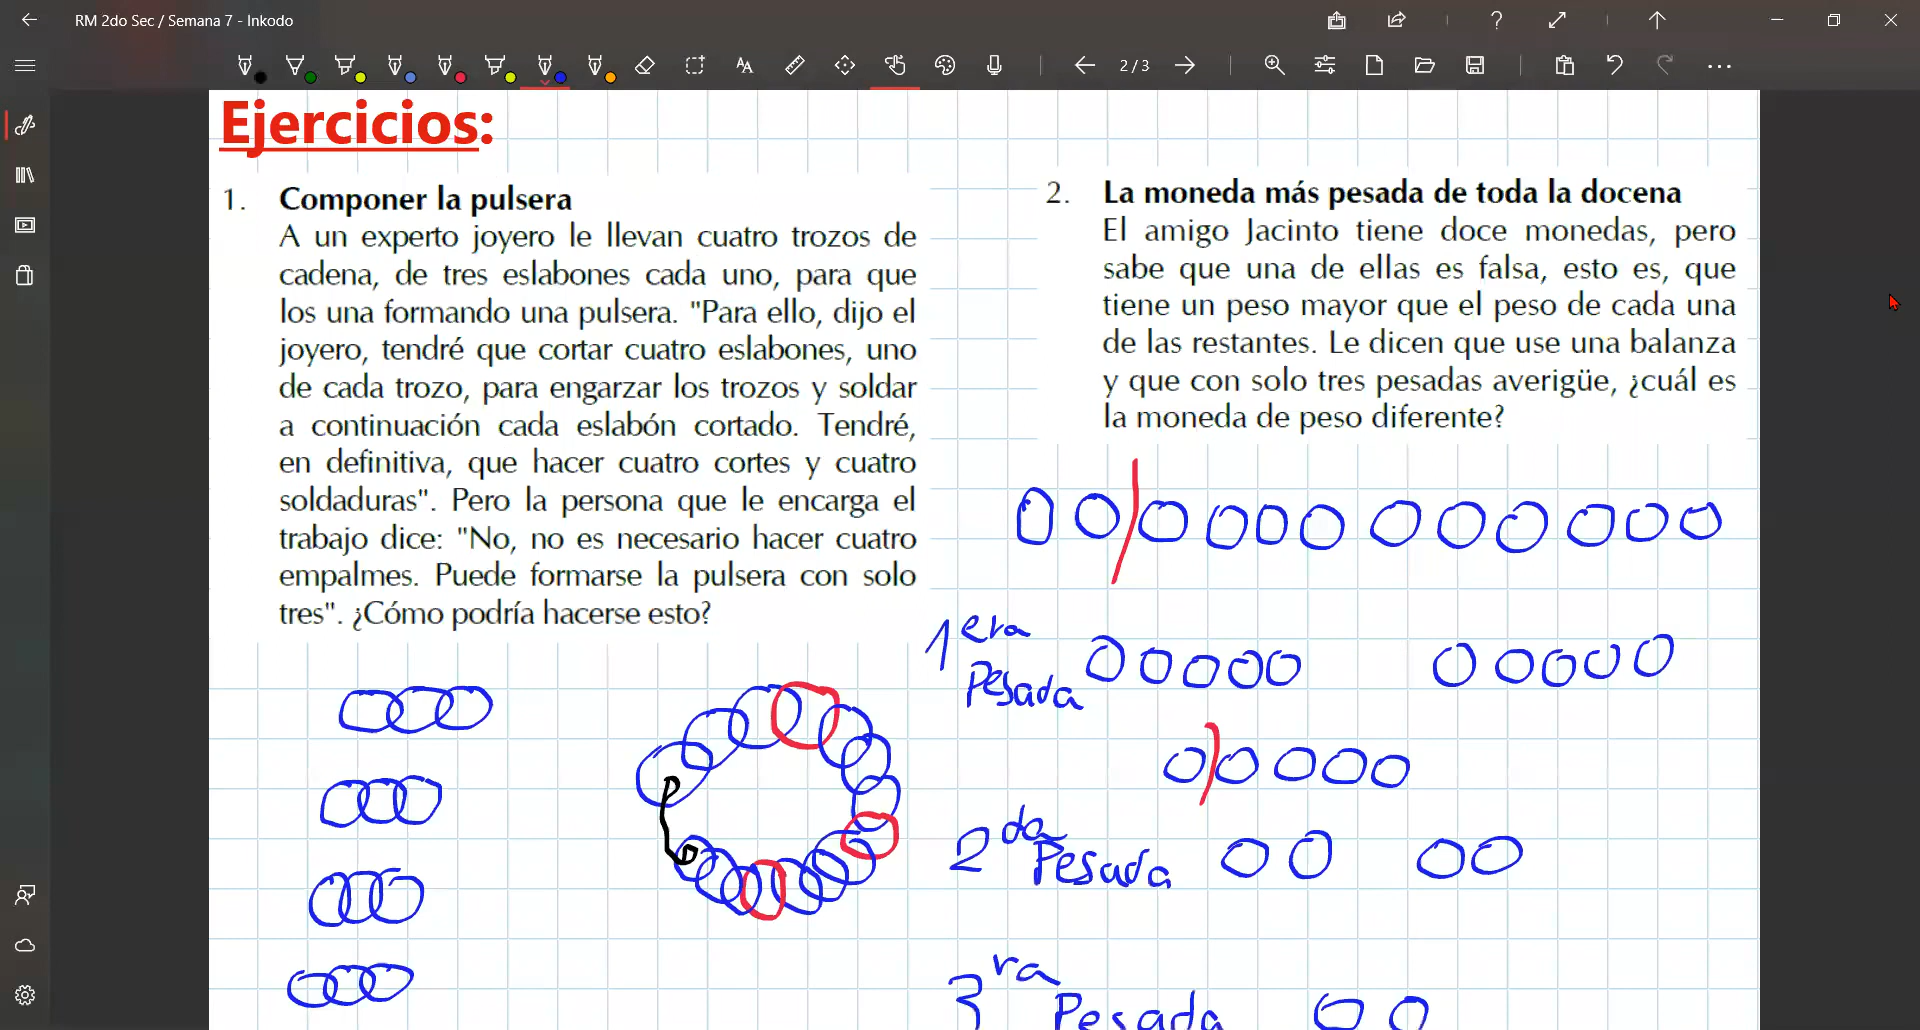 RM 2do Sec / Semana 7 - Inkodo
2 / 3
Ejercicios:
1. Componer la pulsera
A un experto joyero le llevan cuatro trozos de
cadena, de tres eslabones cada uno, para que
los una formando una pulsera. "Para ello, dijo el
joyero, tendré que cortar cuatro eslabones, uno
de cada trozo, para engarzar los trozos y soldar
a continuación cada eslabón cortado. Tendré,
en definitiva, que hacer cuatro cortes y cuatro
soldaduras". Pero la persona que le encarga el
trabajo dice: "No, no es necesario hacer cuatro
empalmes. Puede formarse la pulsera con solo
tres". ¿Cómo podría hacerse esto?
2. La moneda más pesada de toda la docena
El amigo Jacinto tiene doce monedas, pero
sabe que una de ellas es falsa, esto es, que
tiene un peso mayor que el peso de cada una
de las restantes. Le dicen que use una balanza
y que con solo tres pesadas averigüe, ¿cuál es
la moneda de peso diferente?
1era
Pesada
2da
Pesada
3ra
Pesada